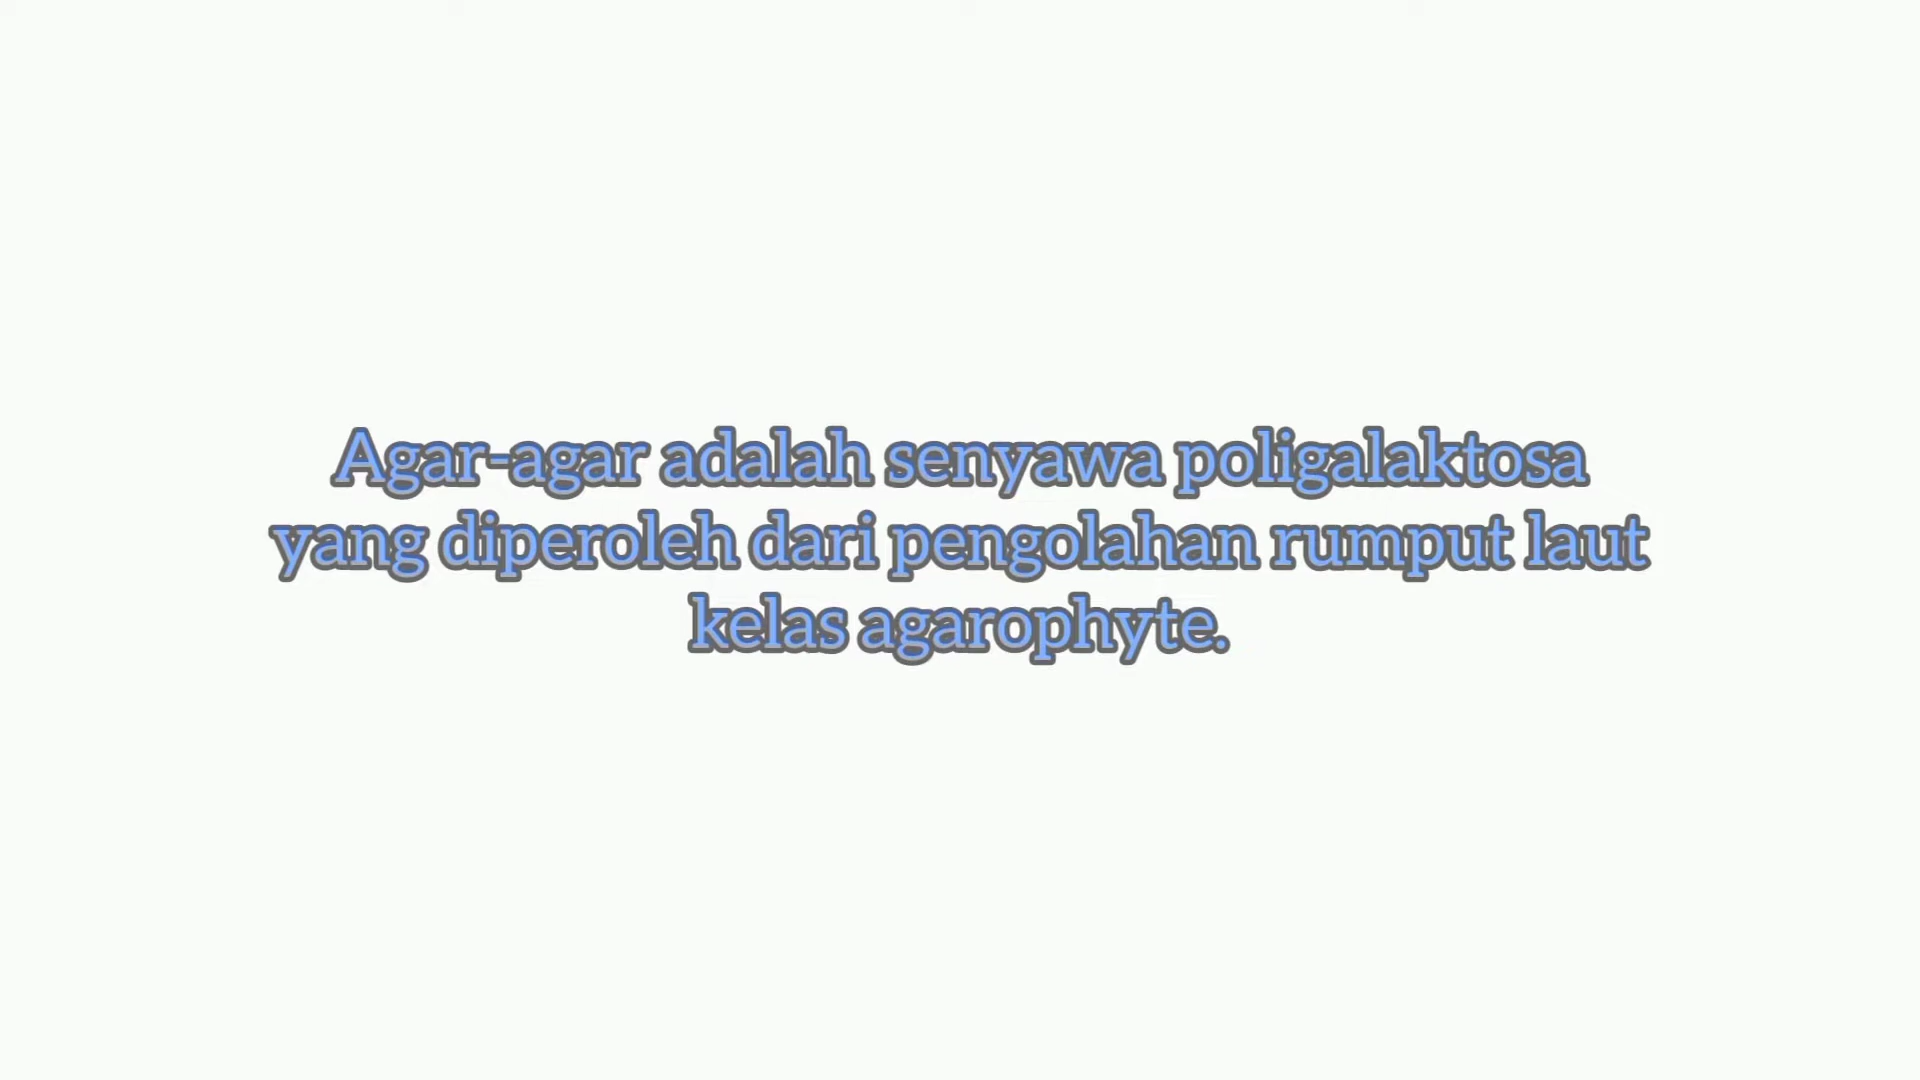 Agar-agar adalah senyawa poligalaktosa
yang diperoleh dari pengolahan rumput laut
kelas agarophyte.